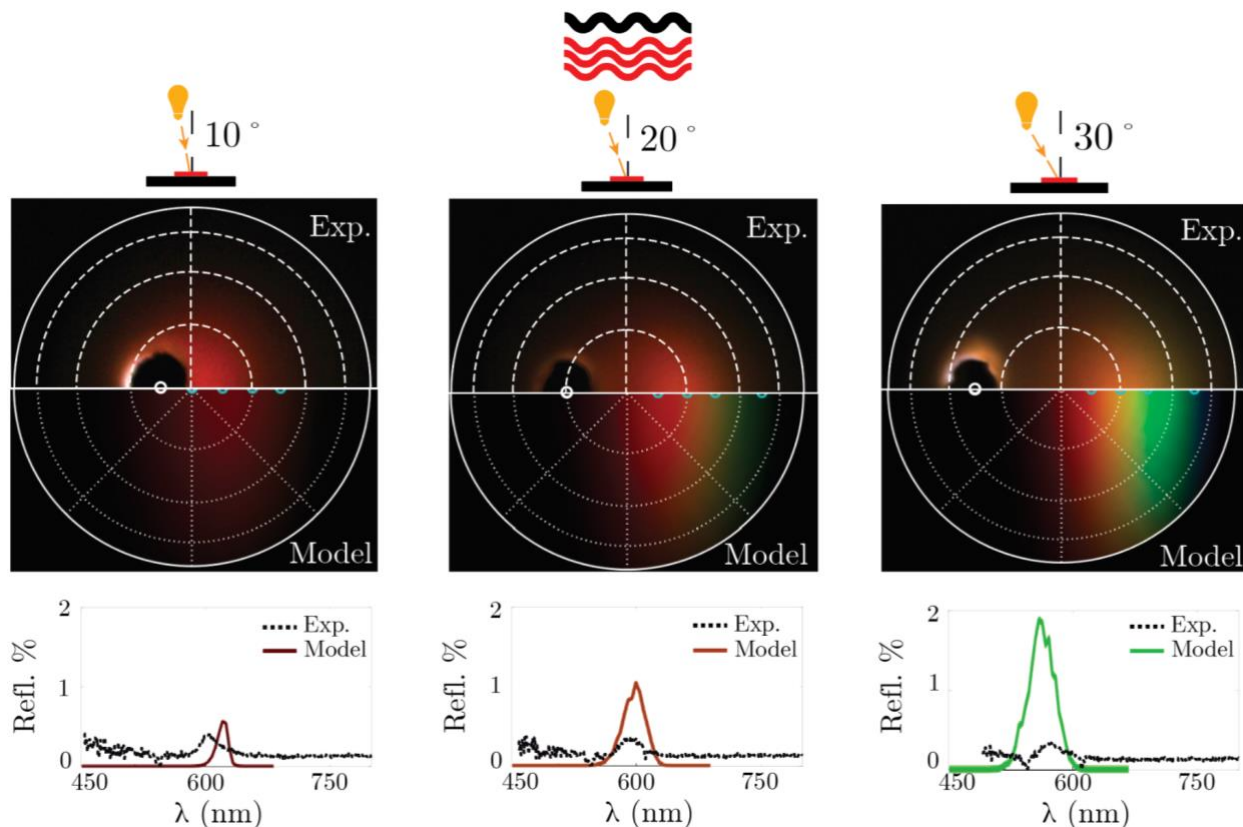 10 °
20 °
30 °
Exp.
Exp.
Exp.
Model
Model
Model
2
1
0
Refl. %
Exp.
Model
450
600
750
λ (nm)
2
1
0
Refl. %
Exp.
Model
450
600
750
λ (nm)
2
1
0
Refl. %
Exp.
Model
450
600
750
λ (nm)